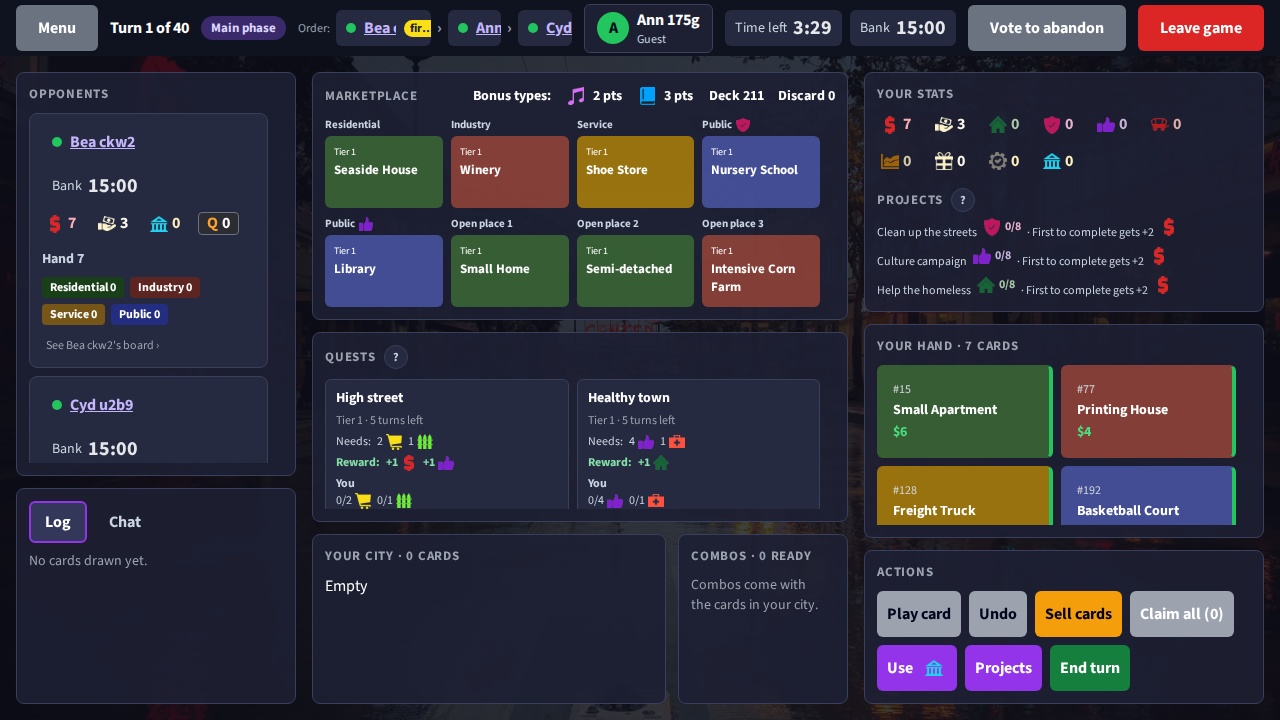 Menu
Turn 1 of 40
Main phase
Order:
Bea c
fir...
›
Ann
›
Cyd
A
Ann 175g
Guest
Time left 3:29
Bank 15:00
Vote to abandon
Leave game
OPPONENTS
Bea ckw2
Bank 15:00
7
3
0
Q 0
Hand 7
Residential 0
Industry 0
Service 0
Public 0
See Bea ckw2's board ›
Cyd u2b9
Bank 15:00
Log
Chat
No cards drawn yet.
MARKETPLACE
Bonus types:
2 pts
3 pts
Deck 211
Discard 0
Residential
Tier 1
Seaside House
Industry
Tier 1
Winery
Service
Tier 1
Shoe Store
Public
Tier 1
Nursery School
Public
Tier 1
Library
Open place 1
Tier 1
Small Home
Open place 2
Tier 1
Semi-detached
Open place 3
Tier 1
Intensive Corn
Farm
QUESTS
?
High street
Tier 1 · 5 turns left
Needs: 2 1
Reward: +1 +1
You
0/2 0/1
Healthy town
Tier 1 · 5 turns left
Needs: 4 1
Reward: +1
You
0/4 0/1
YOUR CITY · 0 CARDS
Empty
COMBOS · 0 READY
Combos come with
the cards in your city.
YOUR STATS
7 3 0 0 0 0
0 0 0 0
PROJECTS
?
Clean up the streets 0/8 · First to complete gets +2
Culture campaign 0/8 · First to complete gets +2
Help the homeless 0/8 · First to complete gets +2
YOUR HAND · 7 CARDS
#15
Small Apartment
$6
#77
Printing House
$4
#128
Freight Truck
#192
Basketball Court
ACTIONS
Play card
Undo
Sell cards
Claim all (0)
Use
Projects
End turn